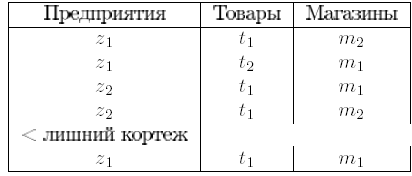 Предприятия Товары Магазины
z₁ t₁ m₂
z₁ t₂ m₁
z₂ t₁ m₁
z₂ t₁ m₂
< лишний кортеж
z₁ t₁ m₁